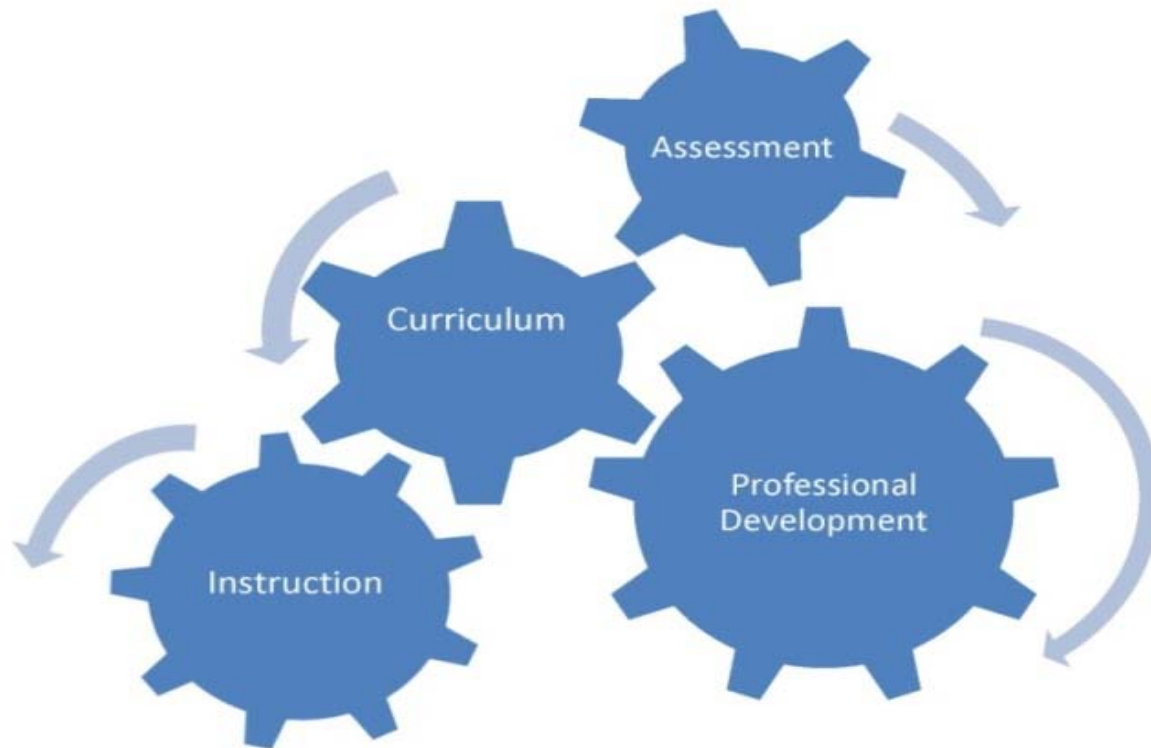 Assessment
Curriculum
Professional
Development
Instruction